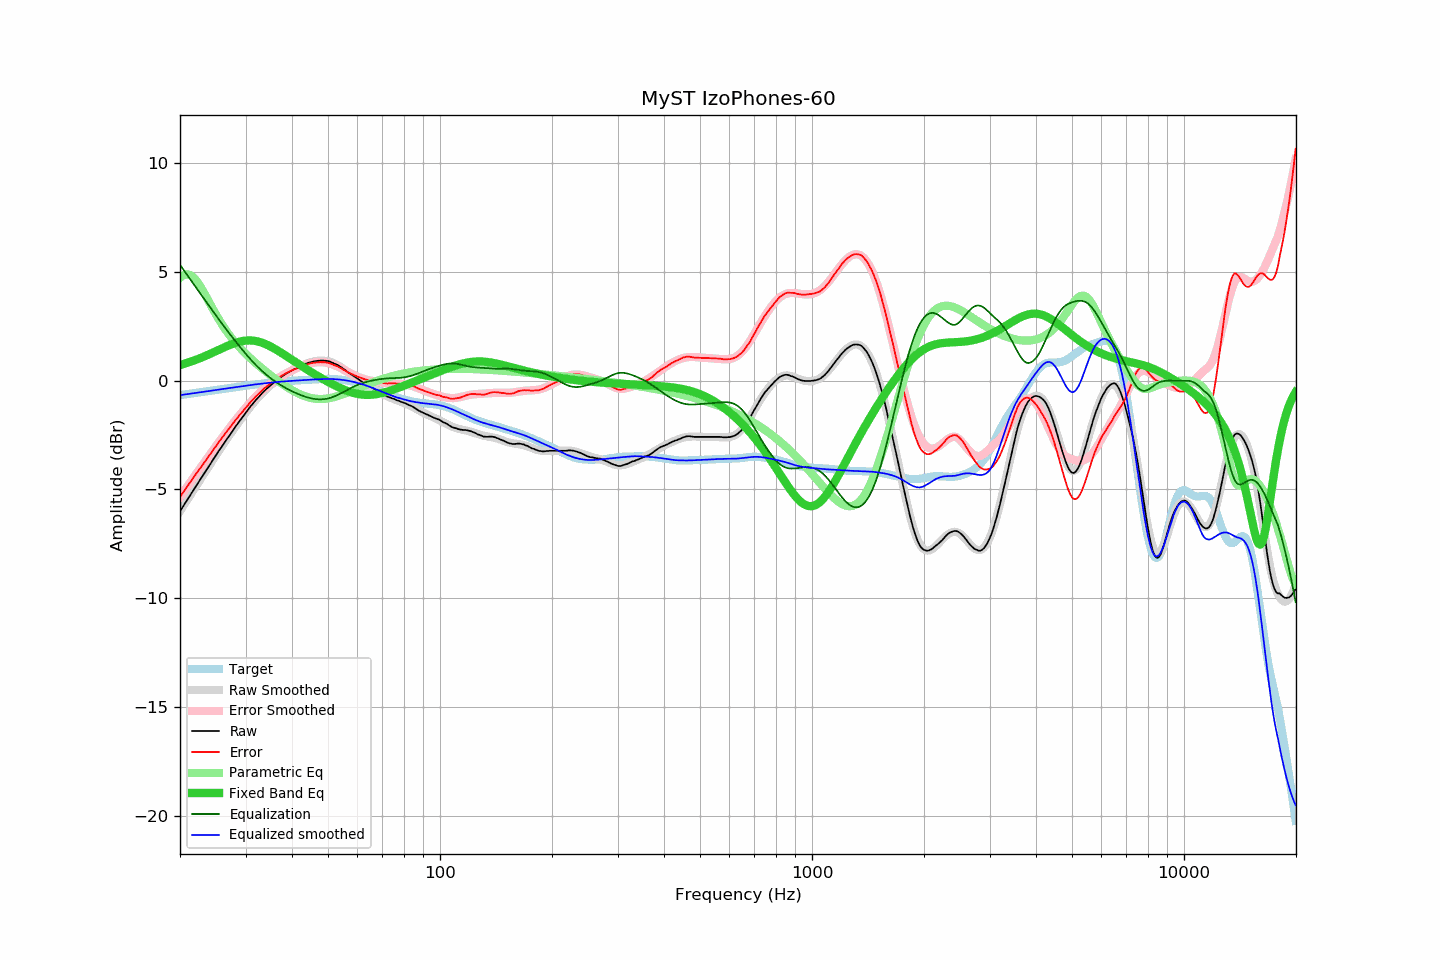 MyST IzoPhones-60
10
5
0
−5
−10
−15
−20
Amplitude (dBr)
Target
Raw Smoothed
Error Smoothed
Raw
Error
Parametric Eq
Fixed Band Eq
Equalization
Equalized smoothed
100
1000
10000
Frequency (Hz)